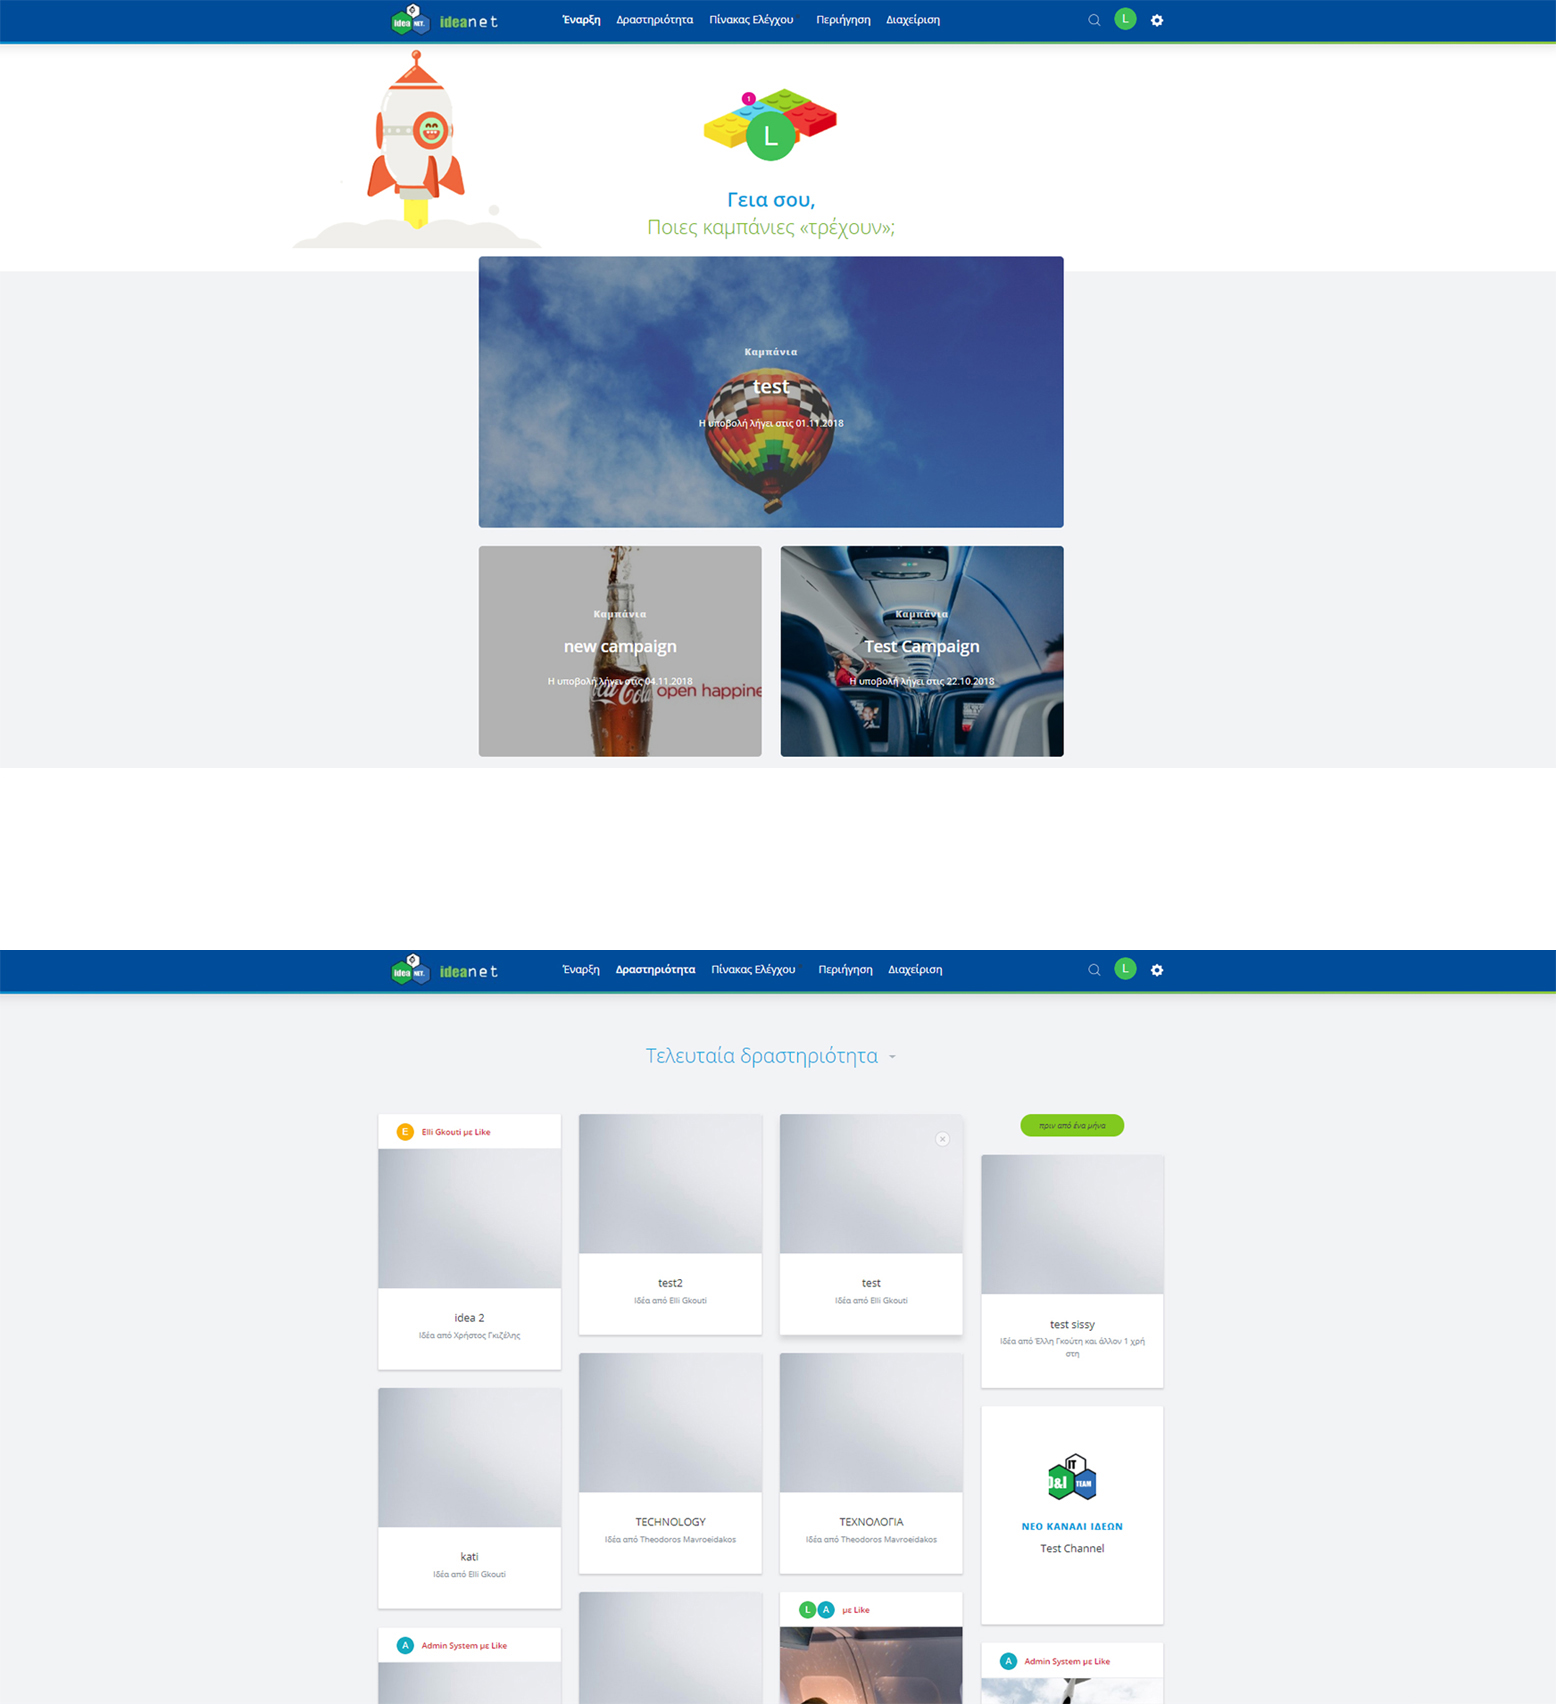 idea NET. ideanet Έναρξη Δραστηριότητα Πίνακας Ελέγχου Περιήγηση Διαχείριση L
1
L
Γεια σου,
Ποιες καμπάνιες «τρέχουν»;
Καμπάνια
test
Η υποβολή λήγει στις 01.11.2018
Καμπάνια
new campaign
Η υποβολή λήγει στις 04.11.2018
Coca-Cola open happine
Καμπάνια
Test Campaign
Η υποβολή λήγει στις 22.10.2018
idea NET. ideanet Έναρξη Δραστηριότητα Πίνακας Ελέγχου Περιήγηση Διαχείριση L
Τελευταία δραστηριότητα
E Elli Gkouti με Like
idea 2
Ιδέα από Χρήστος Γκιζέλης
kati
Ιδέα από Elli Gkouti
A Admin System με Like
test2
Ιδέα από Elli Gkouti
TECHNOLOGY
Ιδέα από Theodoros Mavroeidakos
test
Ιδέα από Elli Gkouti
ΤΕΧΝΟΛΟΓΙΑ
Ιδέα από Theodoros Mavroeidakos
L A με Like
πριν από ένα μήνα
test sissy
Ιδέα από Έλλη Γκούτη και άλλον 1 χρή
στη
IT
D&I TEAM
ΝΕΟ ΚΑΝΑΛΙ ΙΔΕΩΝ
Test Channel
A Admin System με Like